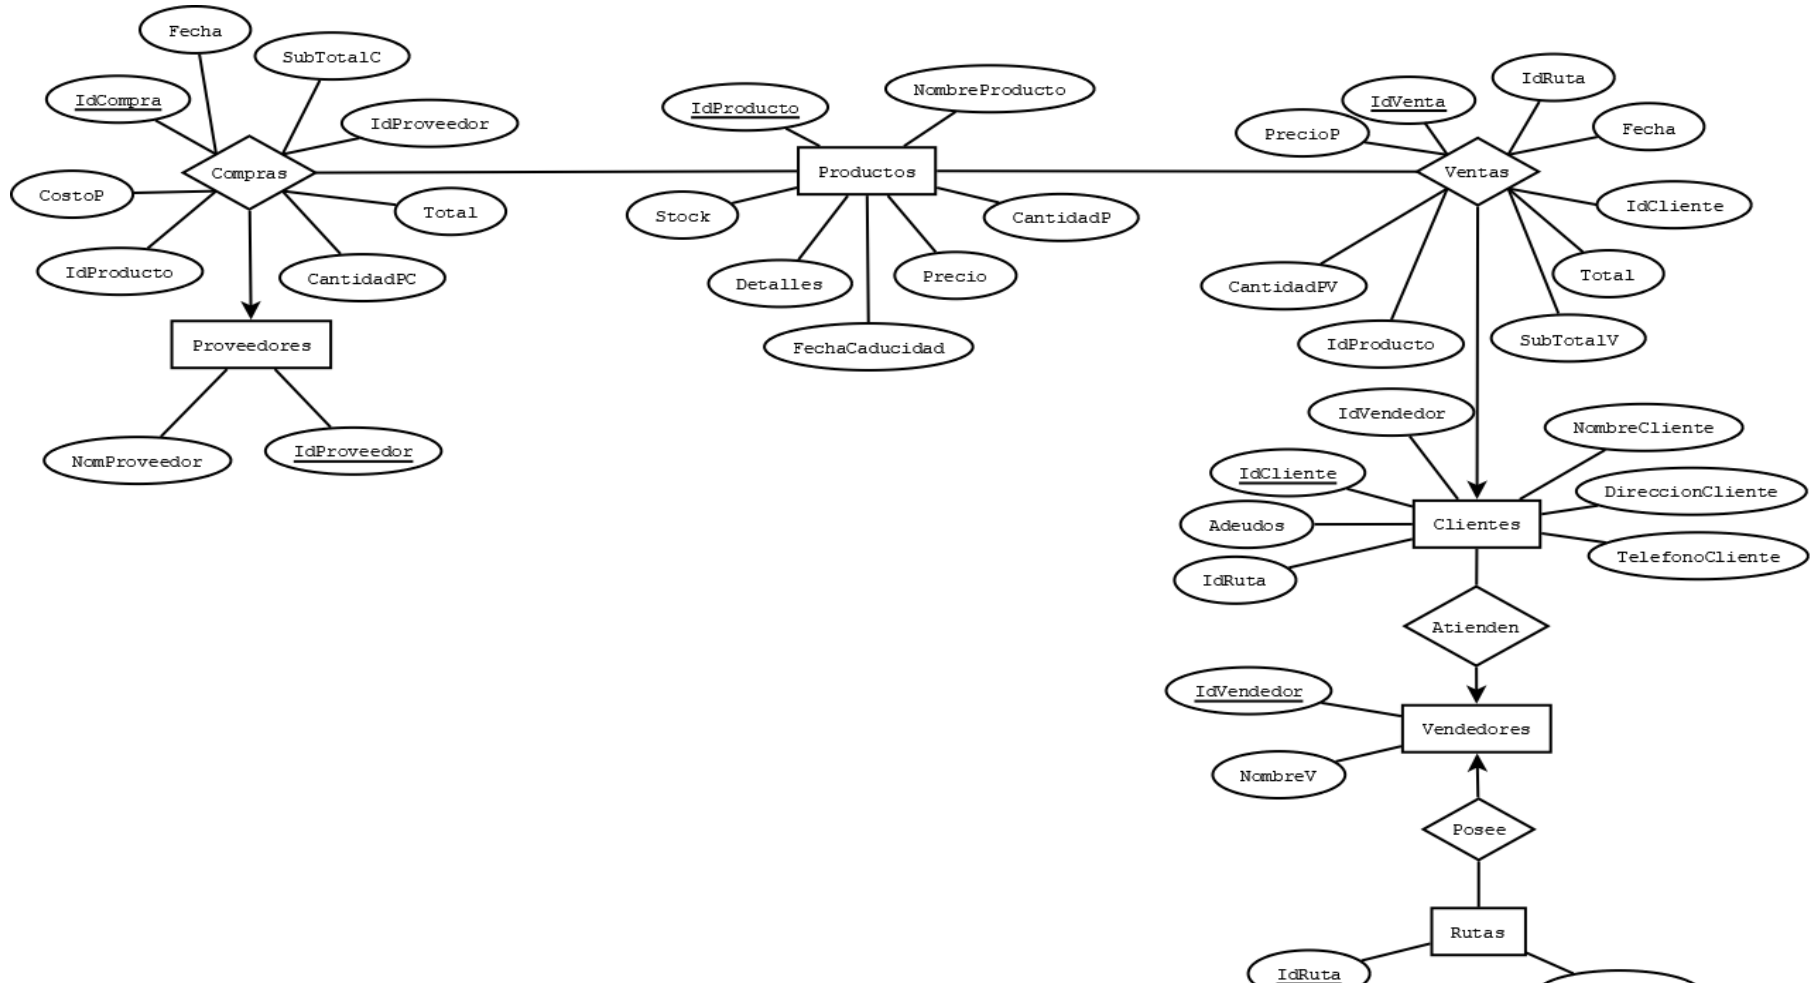 Fecha
SubTotalC
IdCompra
IdProveedor
Compras
CostoP
Total
IdProducto
CantidadPC
Proveedores
NomProveedor
IdProveedor
IdProducto
NombreProducto
Productos
Stock
CantidadP
Detalles
Precio
FechaCaducidad
IdRuta
IdVenta
PrecioP
Fecha
Ventas
IdCliente
CantidadPV
Total
IdProducto
SubTotalV
IdVendedor
NombreCliente
IdCliente
DireccionCliente
Adeudos
Clientes
TelefonoCliente
IdRuta
Atienden
IdVendedor
Vendedores
NombreV
Posee
Rutas
IdRuta